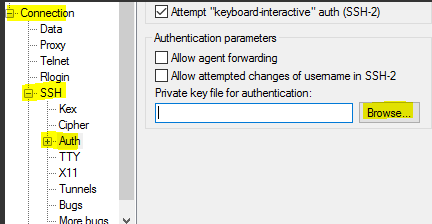 Connection
Data
Proxy
Telnet
Rlogin
SSH
Kex
Cipher
Auth
TTY
X11
Tunnels
Bugs
More bugs
Attempt "keyboard-interactive" auth (SSH-2)
Authentication parameters
Allow agent forwarding
Allow attempted changes of username in SSH-2
Private key file for authentication:
Browse...